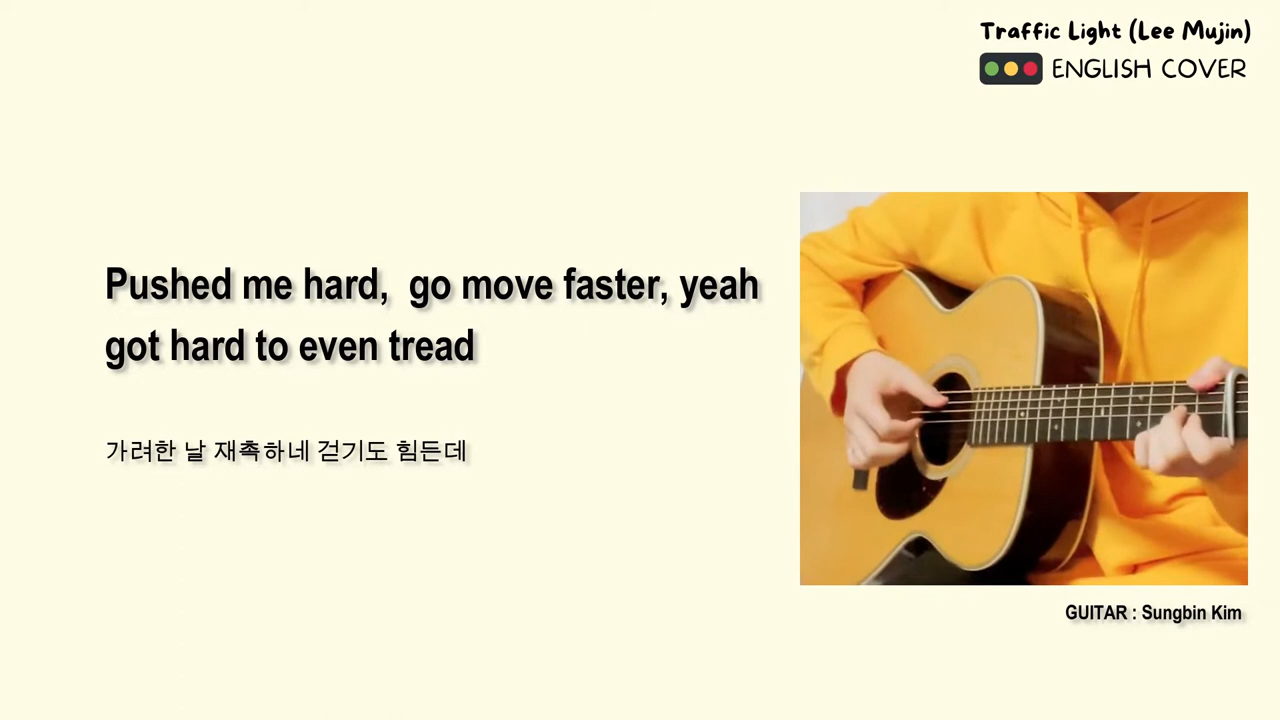 Traffic Light (Lee Mujin)
ENGLISH COVER
Pushed me hard, go move faster, yeah
got hard to even tread
가려한 날 재촉하네 걷기도 힘든데
GUITAR : Sungbin Kim